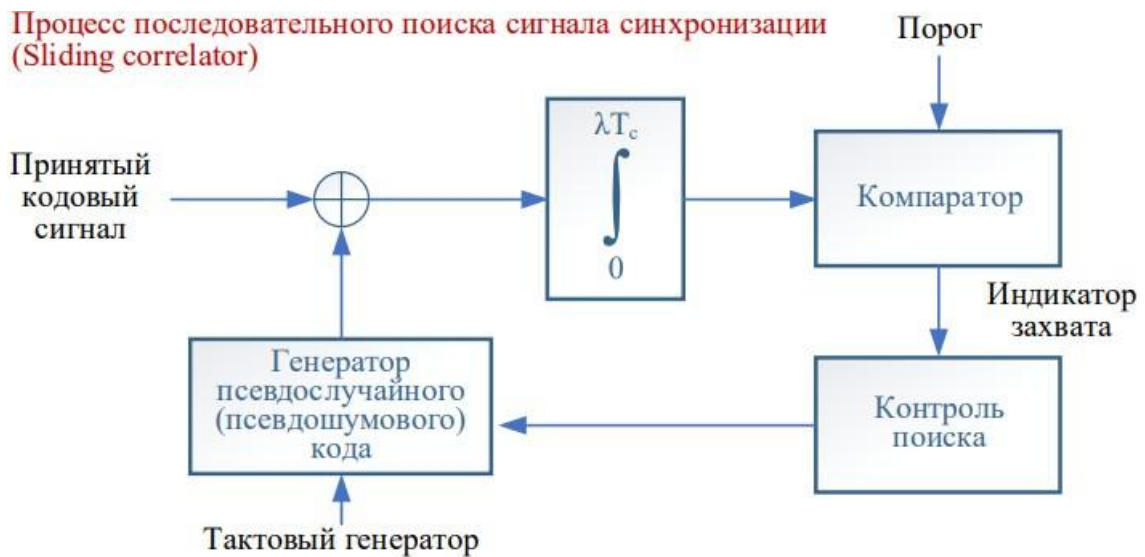 Процесс последовательного поиска сигнала синхронизации
(Sliding correlator)
Порог
Принятый
кодовый
сигнал
λTc
∫
0
Компаратор
Индикатор
захвата
Генератор
псевдослучайного
(псевдошумового)
кода
Контроль
поиска
Тактовый генератор